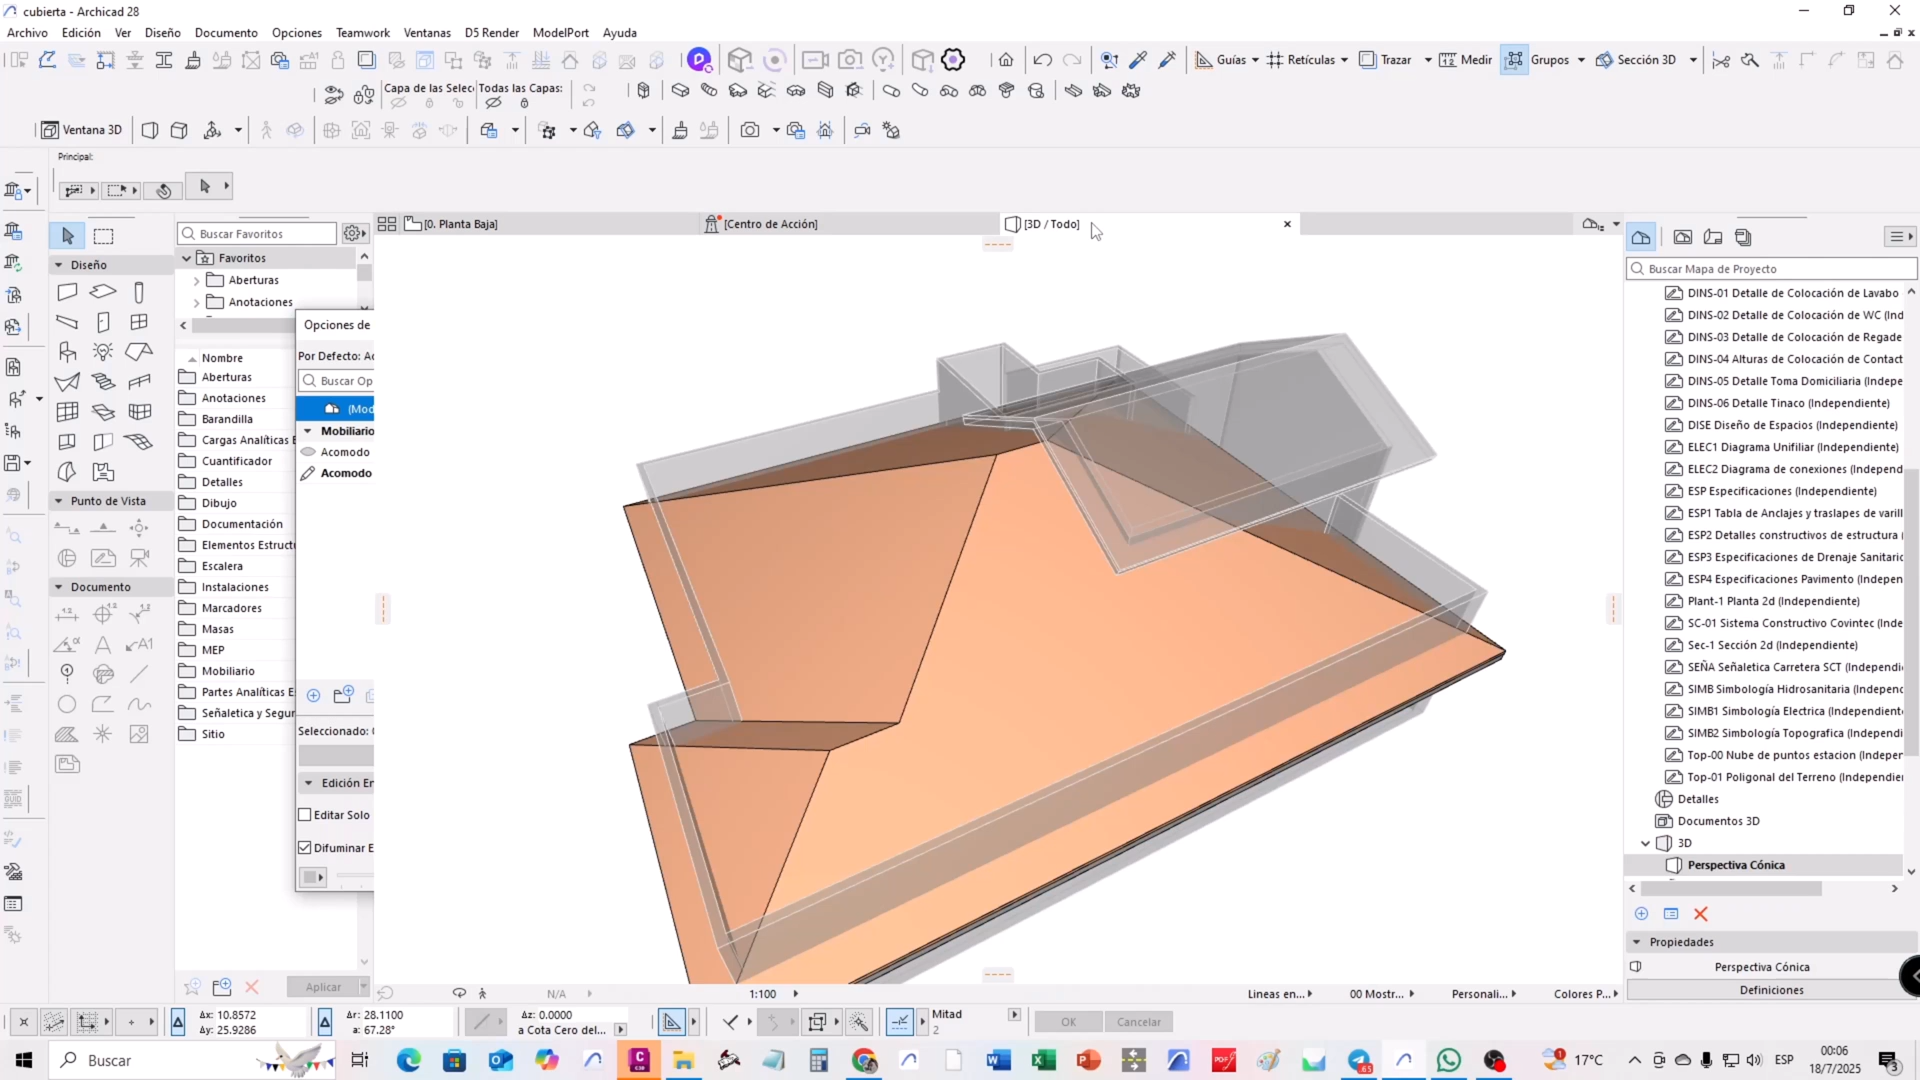 cubierta - Archicad 28
Archivo Edición Ver Diseño Documento Opciones Teamwork Ventanas D5 Render ModelPort Ayuda
Guías Retículas Trazar Medir Grupos Sección 3D
Capa de las Selec Todas las Capas:
Ventana 3D
Principal:
[0. Planta Baja] [Centro de Acción] [3D / Todo]
Buscar Favoritos
Diseño
Favoritos
Aberturas
Anotaciones
Nombre
Aberturas
Anotaciones
Barandilla
Cargas Analíticas E
Cuantificador
Detalles
Dibujo
Documentación
Elementos Estructu
Escalera
Instalaciones
Marcadores
Masas
MEP
Mobiliario
Partes Analíticas E
Señaletica y Segur
Sitio
Aplicar
Punto de Vista
Documento
Opciones de
Por Defecto: Ac
Buscar Op
(Mod
Mobiliario
Acomodo
Acomodo
Seleccionado:
Edición En
Editar Solo
Difuminar E
Buscar Mapa de Proyecto
DINS-01 Detalle de Colocación de Lavabo
DINS-02 Detalle de Colocación de WC (Ind
DINS-03 Detalle de Colocación de Regade
DINS-04 Alturas de Colocación de Contact
DINS-05 Detalle Toma Domiciliaria (Indepe
DINS-06 Detalle Tinaco (Independiente)
DISE Diseño de Espacios (Independiente)
ELEC1 Diagrama Unifiliar (Independiente)
ELEC2 Diagrama de conexiones (Independ
ESP Especificaciones (Independiente)
ESP1 Tabla de Anclajes y traslapes de varill
ESP2 Detalles constructivos de estructura
ESP3 Especificaciones de Drenaje Sanitario
ESP4 Especificaciones Pavimento (Indepen
Plant-1 Planta 2d (Independiente)
SC-01 Sistema Constructivo Covintec (Inde
Sec-1 Sección 2d (Independiente)
SEÑA Señaletica Carretera SCT (Independi
SIMB Simbología Hidrosanitaria (Independ
SIMB1 Simbología Electrica (Independient
SIMB2 Simbología Topografica (Independi
Top-00 Nube de puntos estacion (Indepen
Top-01 Poligonal del Terreno (Independie
Detalles
Documentos 3D
3D
Perspectiva Cónica
Propiedades
Perspectiva Cónica
Definiciones
N/A 1:100 Lineas en... 00 Mostr... Personali... Colores P...
Δx: 10.8572
Δy: 25.9286
Δr: 28.1100
a: 67.28°
Δz: 0.0000
a Cota Cero del...
Mitad
2
OK Cancelar
Buscar
17°C
ESP
00:06
18/7/2025